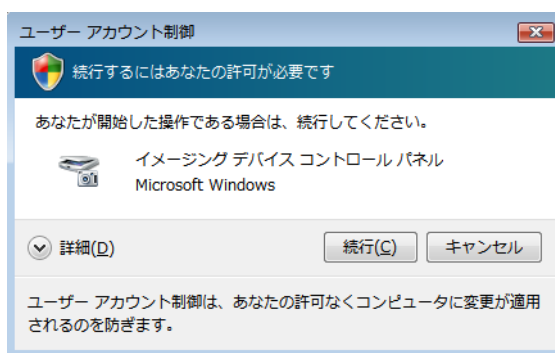 ユーザー アカウント制御
続行するにはあなたの許可が必要です
あなたが開始した操作である場合は、続行してください。
イメージング デバイス コントロール パネル
Microsoft Windows
詳細(D)
続行(C)
キャンセル
ユーザー アカウント制御は、あなたの許可なくコンピュータに変更が適用
されるのを防ぎます。